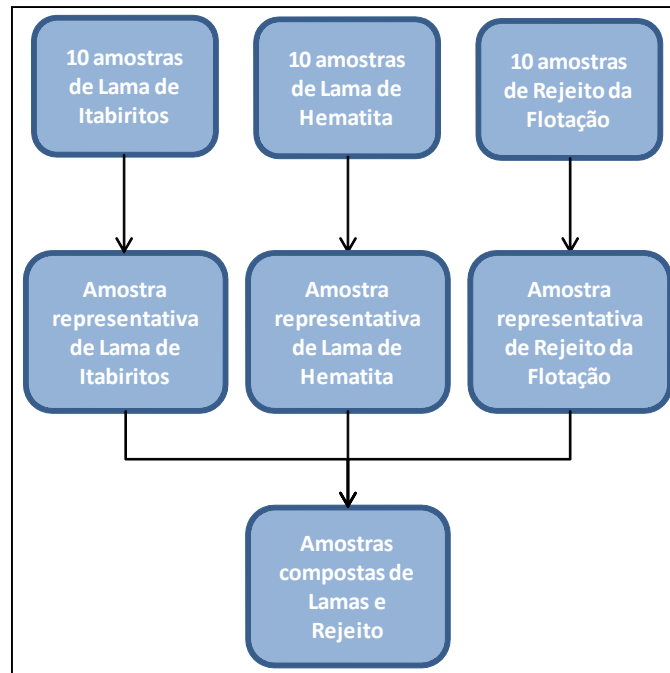 10 amostras
de Lama de
Itabiritos
10 amostras
de Lama de
Hematita
10 amostras
de Rejeito da
Flotação
Amostra
representativa
de Lama de
Itabiritos
Amostra
representativa
de Lama de
Hematita
Amostra
representativa
de Rejeito da
Flotação
Amostras
compostas de
Lamas e
Rejeito